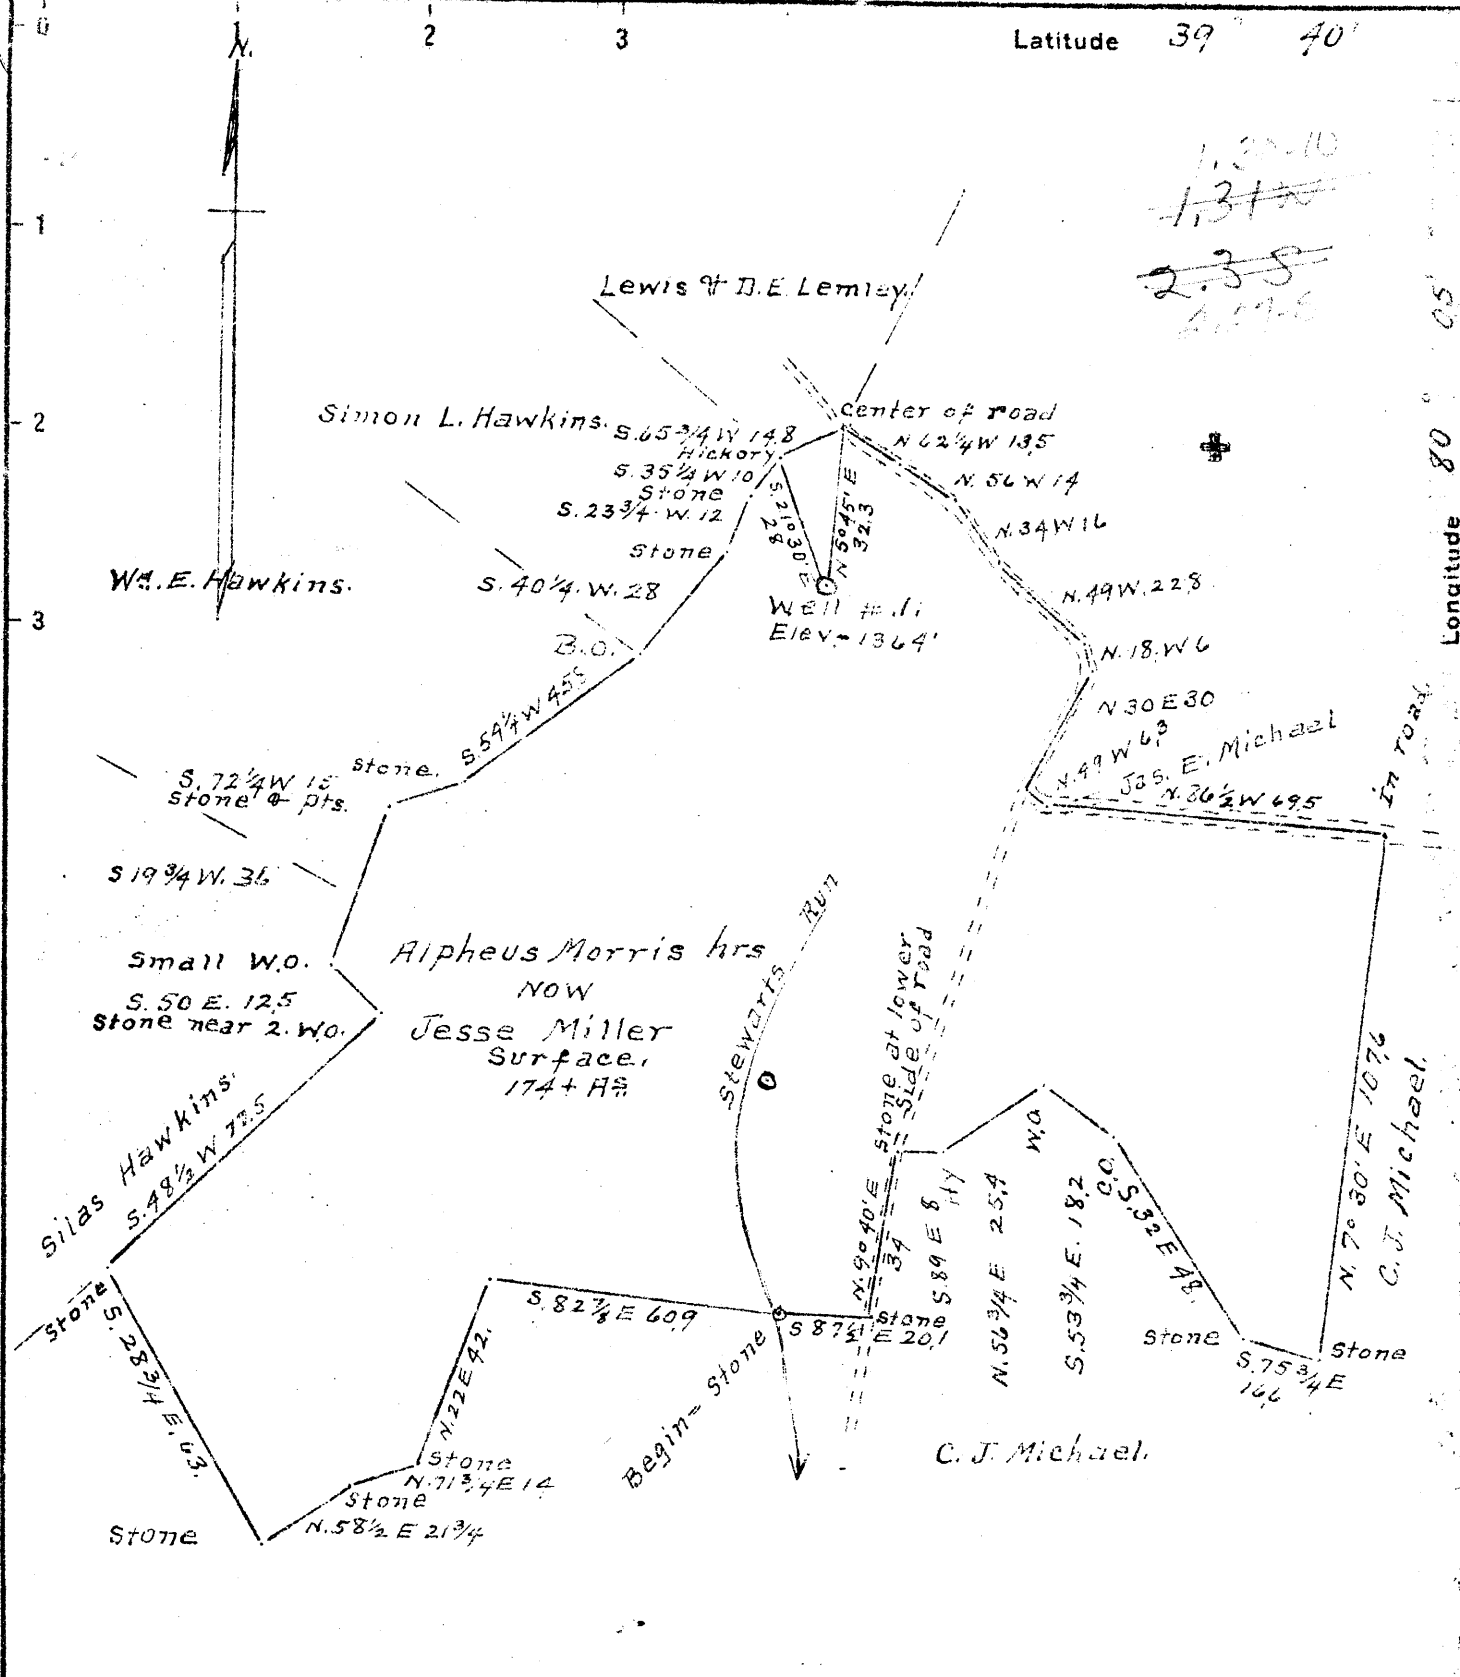 0
N.
2
3
Latitude 39° 40'
1
1.31 W
2.3 S
Longitude 80° 05'
Lewis & D.E. Lemley
Simon L. Hawkins.
S.65 3/4 W 14.8
Hickory
S.35 1/4 W 10
Stone
S.23 3/4 W. 12
Stone
Center of road
N 62 1/4 W 13.5
N. 56 W 14
N. 34 W 16
2
S.21° 30' E
28
N 5° 45' E
32.3
Wm. E. Hawkins.
S. 40 1/4. W. 28
Well # 11
Elev- 1364'
N. 49 W. 22.8
3
B.O.
N. 18. W 6
N 30 E 30
S. 54 1/4 W 45.5
N. 49 W 6.3
Jas. E. Michael
In road.
Stone.
S. 72 1/4 W 15
Stone & pts.
N. 86 1/2 W 69.5
S 19 3/4 W. 36
Stewarts Run
Small W.O.
S. 50 E. 12.5
Stone near 2. W.O.
Alpheus Morris hrs
NOW
Jesse Miller
Surface.
174 + As
Stone at lower
Side of road
Silas Hawkins.
S. 48 1/2 W 77.5
W.O.
C.O.
N. 7° 30' E 107.6
C. J. Michael.
N. 9° 40' E
34
S. 89 E 8
Hy
N. 56 3/4 E 25.4
S. 53 3/4 E. 18.2
S. 32 E 48.
Stone
S. 28 3/4 E. 63.
S. 82 7/8 E 60.9
S 87 1/2 E 20.1
Stone
Begin- Stone
Stone
S. 75 3/4 E
16.6
Stone
N. 22 E 42.
C. J. Michael.
Stone
N. 71 3/4 E 14
Stone
N. 58 1/2 E 21 3/4
Stone